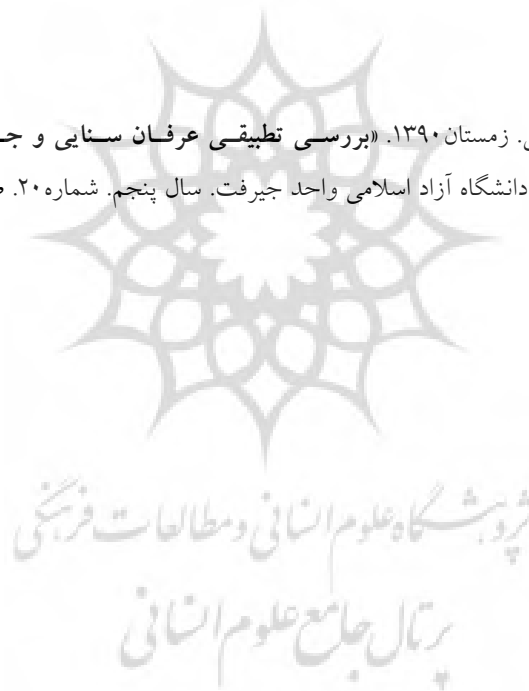 زمستان۱۳۹۰. «بررسی تطبیقی عرفان سنایی و
دانشگاه آزاد اسلامی واحد جیرفت. سال پنجم. شماره۲۰.
پژوهشگاه علوم انسانی و مطالعات فرهنگی
پرتال جامع علوم انسانی